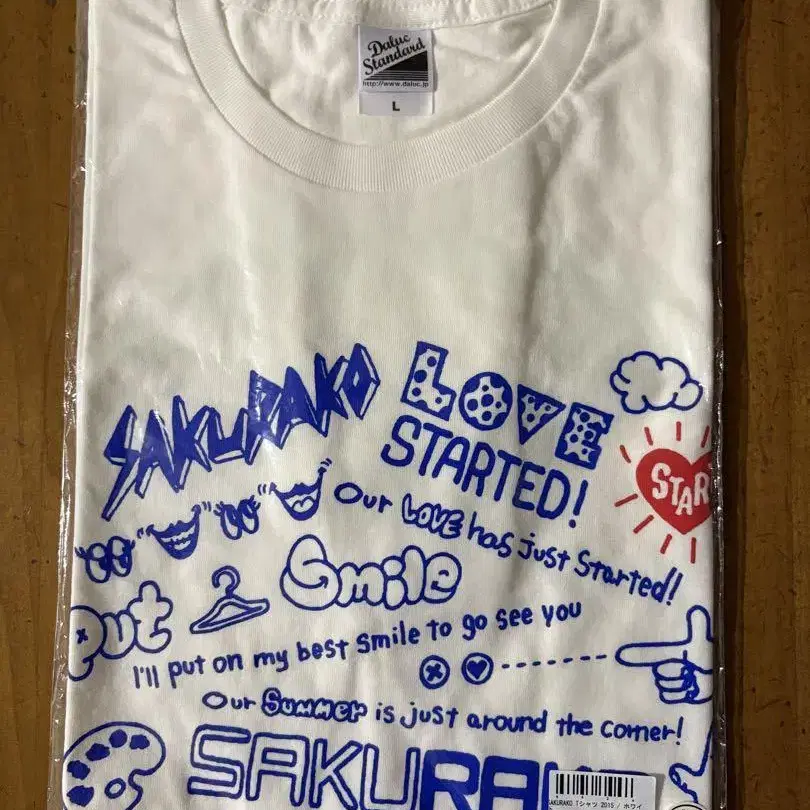 Daluc
Standard
http://www.daluc.jp
L
SAKURAKO LOVE
STARTED!
STAR
Our LOVE has just started!
Put Smile
I'll put on my best smile to go see you
Our Summer is just around the corner!
SAKURA
SAKURAKO Tシャツ 2015 / ホワイ